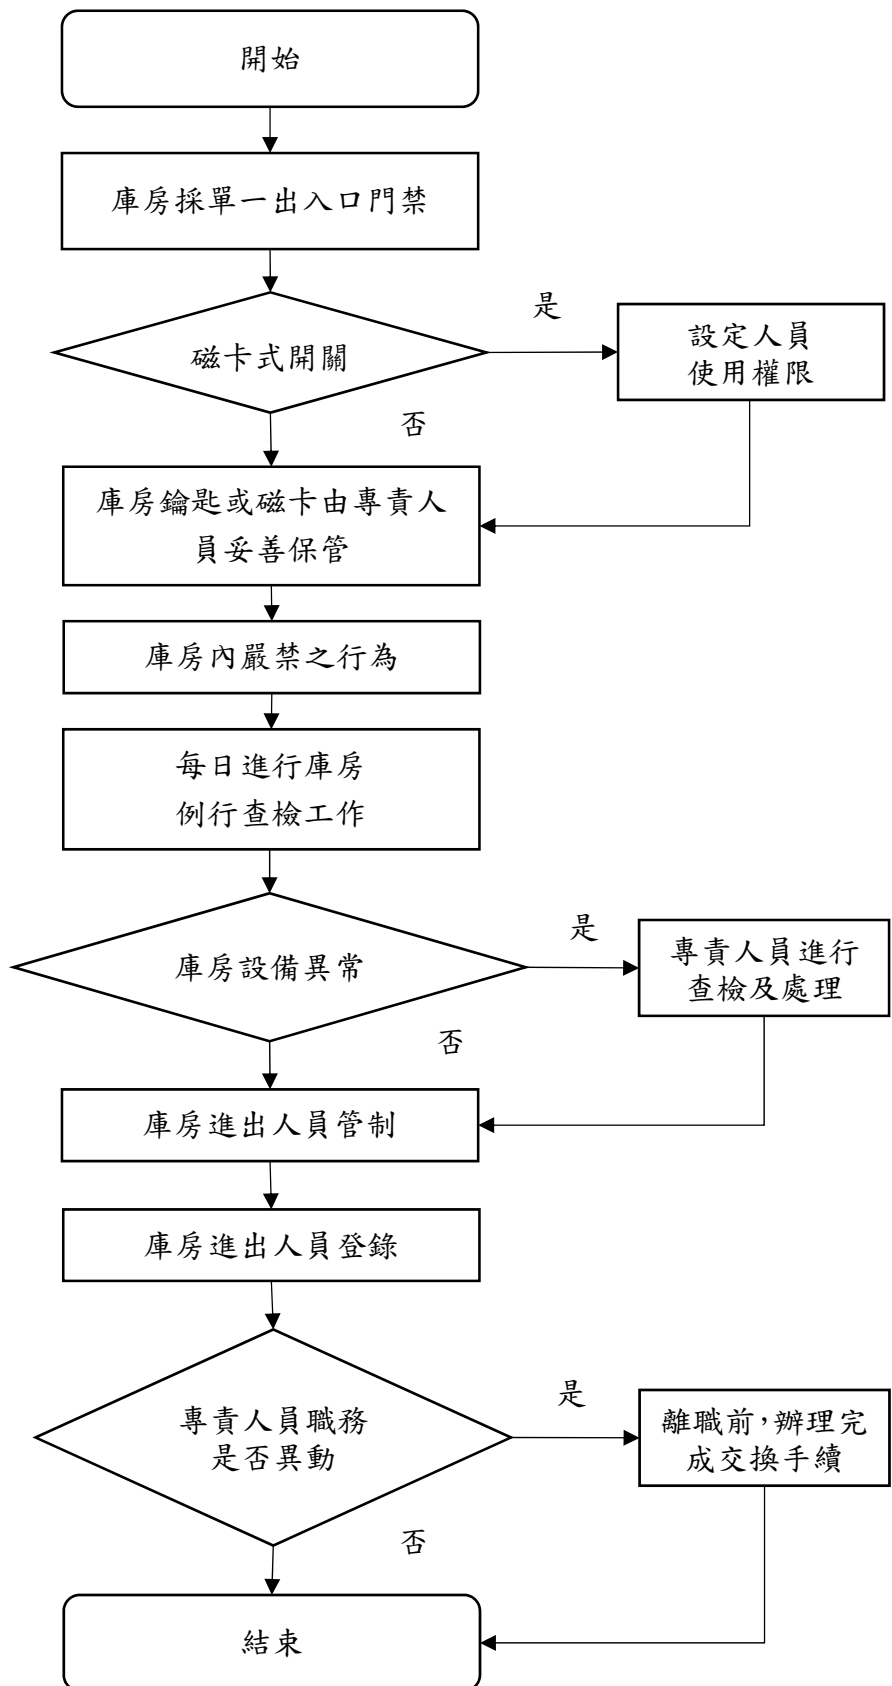 開始
庫房採單一出入口門禁
磁卡式開關
是
設定人員
使用權限
否
庫房鑰匙或磁卡由專責人
員妥善保管
庫房內嚴禁之行為
每日進行庫房
例行查檢工作
庫房設備異常
是
專責人員進行
查檢及處理
否
庫房進出人員管制
庫房進出人員登錄
專責人員職務
是否異動
是
離職前，辦理完
成交換手續
否
結束